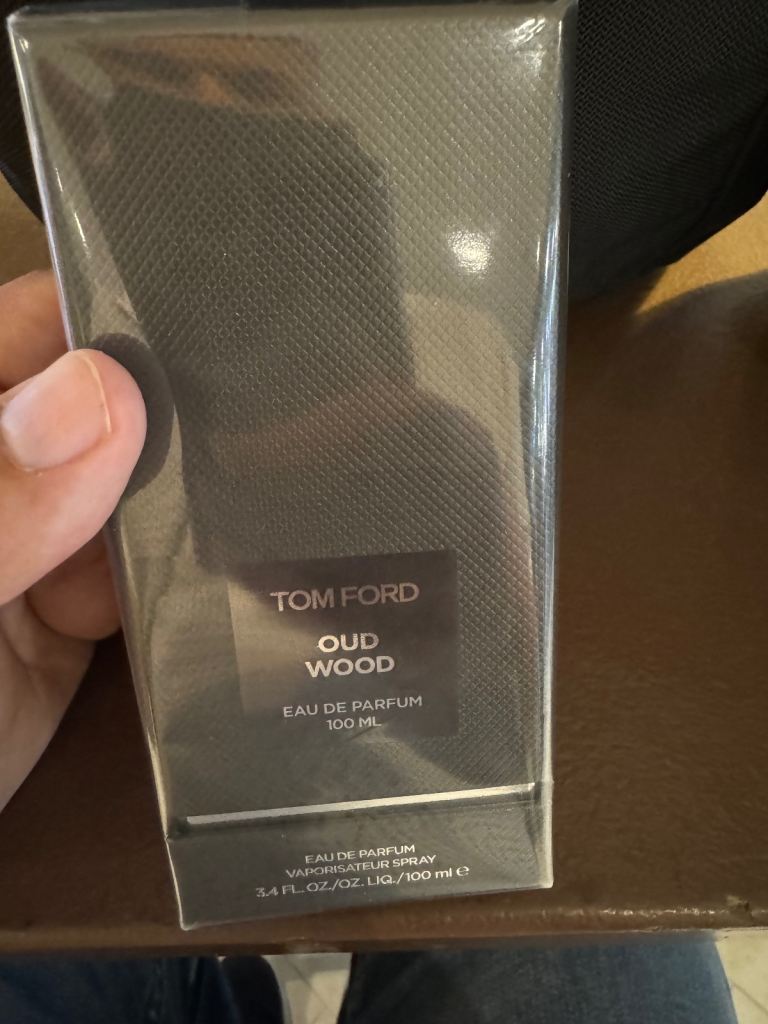 TOM FORD
OUD
WOOD
EAU DE PARFUM
100 ML
EAU DE PARFUM
VAPORISATEUR SPRAY
3.4 FL. OZ./OZ. LIQ./100 ml ℮